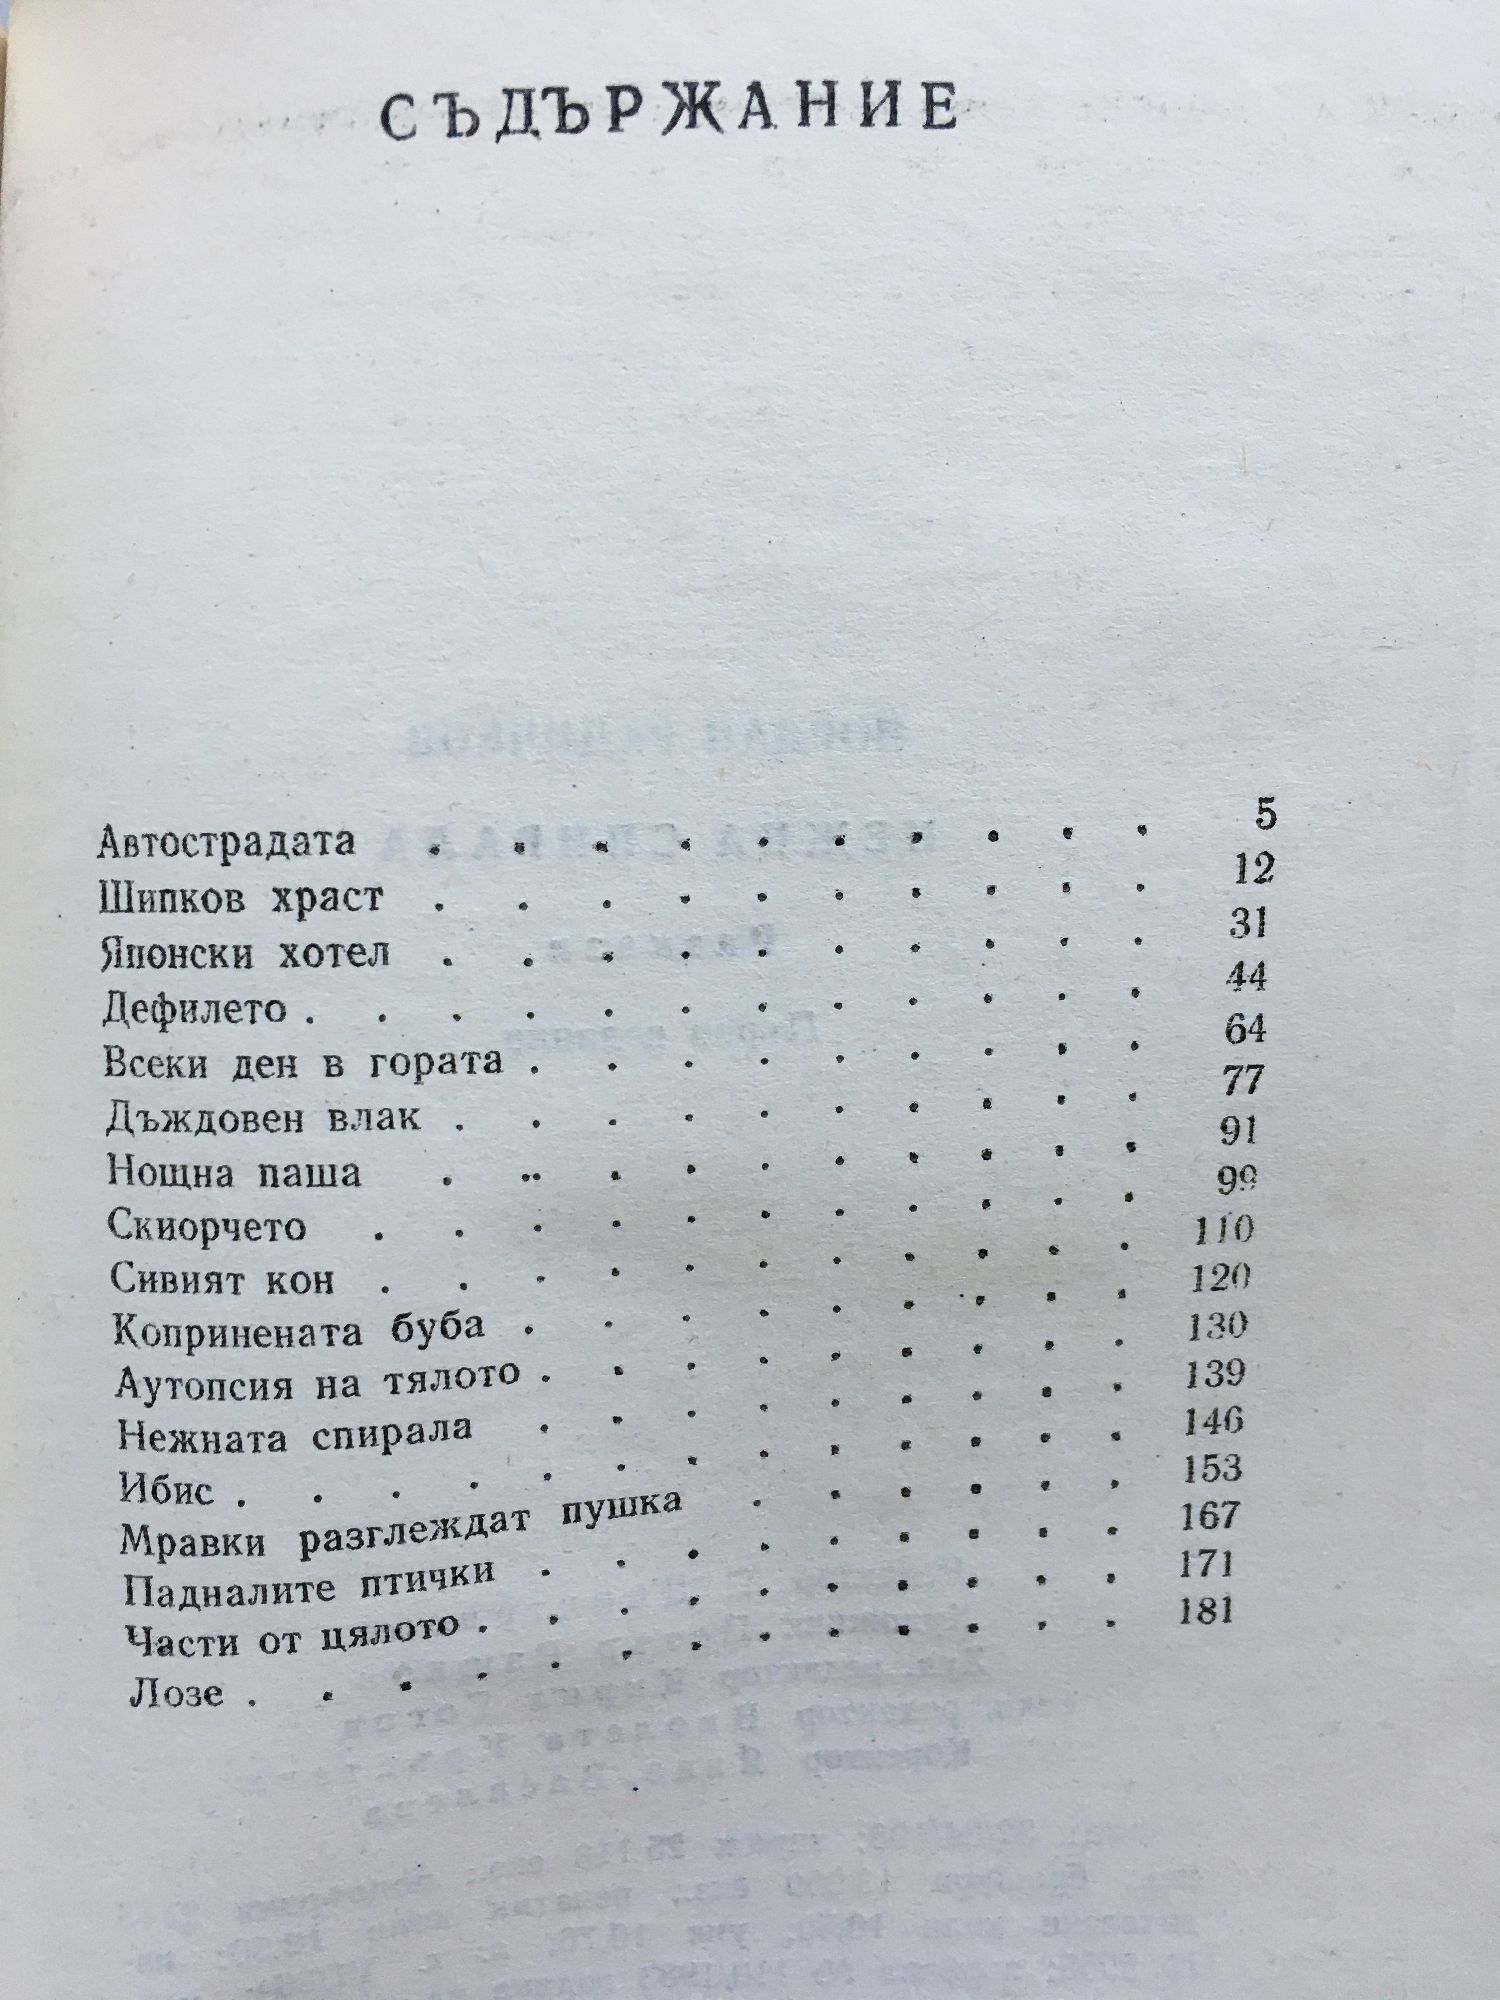 СЪДЪРЖАНИЕ
Автострадата . . . . . . . . . . 5
Шипков храст . . . . . . . . . . 12
Японски хотел . . . . . . . . . . 31
Дефилето . . . . . . . . . . . . 44
Всеки ден в гората . . . . . . . . . 64
Дъждовен влак . . . . . . . . . . 77
Нощна паша . . . . . . . . . . 91
Скиорчето . . . . . . . . . . . 99
Сивият кон . . . . . . . . . . . 110
Копринената буба . . . . . . . . . 120
Аутопсия на тялото . . . . . . . . . 130
Нежната спирала . . . . . . . . . 139
Ибис . . . . . . . . . . . . . 146
Мравки разглеждат пушка . . . . . . 153
Падналите птички . . . . . . . . . 167
Части от цялото . . . . . . . . . . 171
Лозе . . . . . . . . . . . . . 181